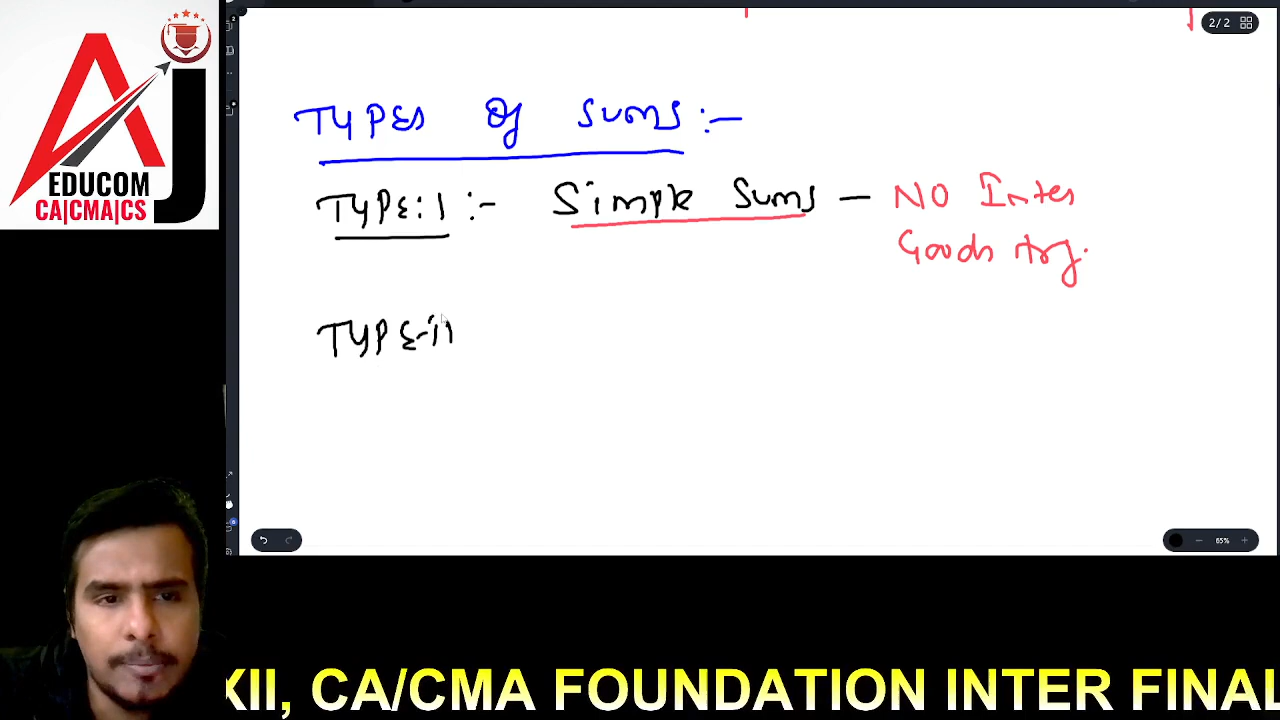 AJ
EDUCOM
CA|CMA|CS
2/2
TYPES Of SUMS :-
TYPE:1 :- Simple Sums - NO Inter
Goods trf.
TYPE-II
65%
XII, CA/CMA FOUNDATION INTER FINAL